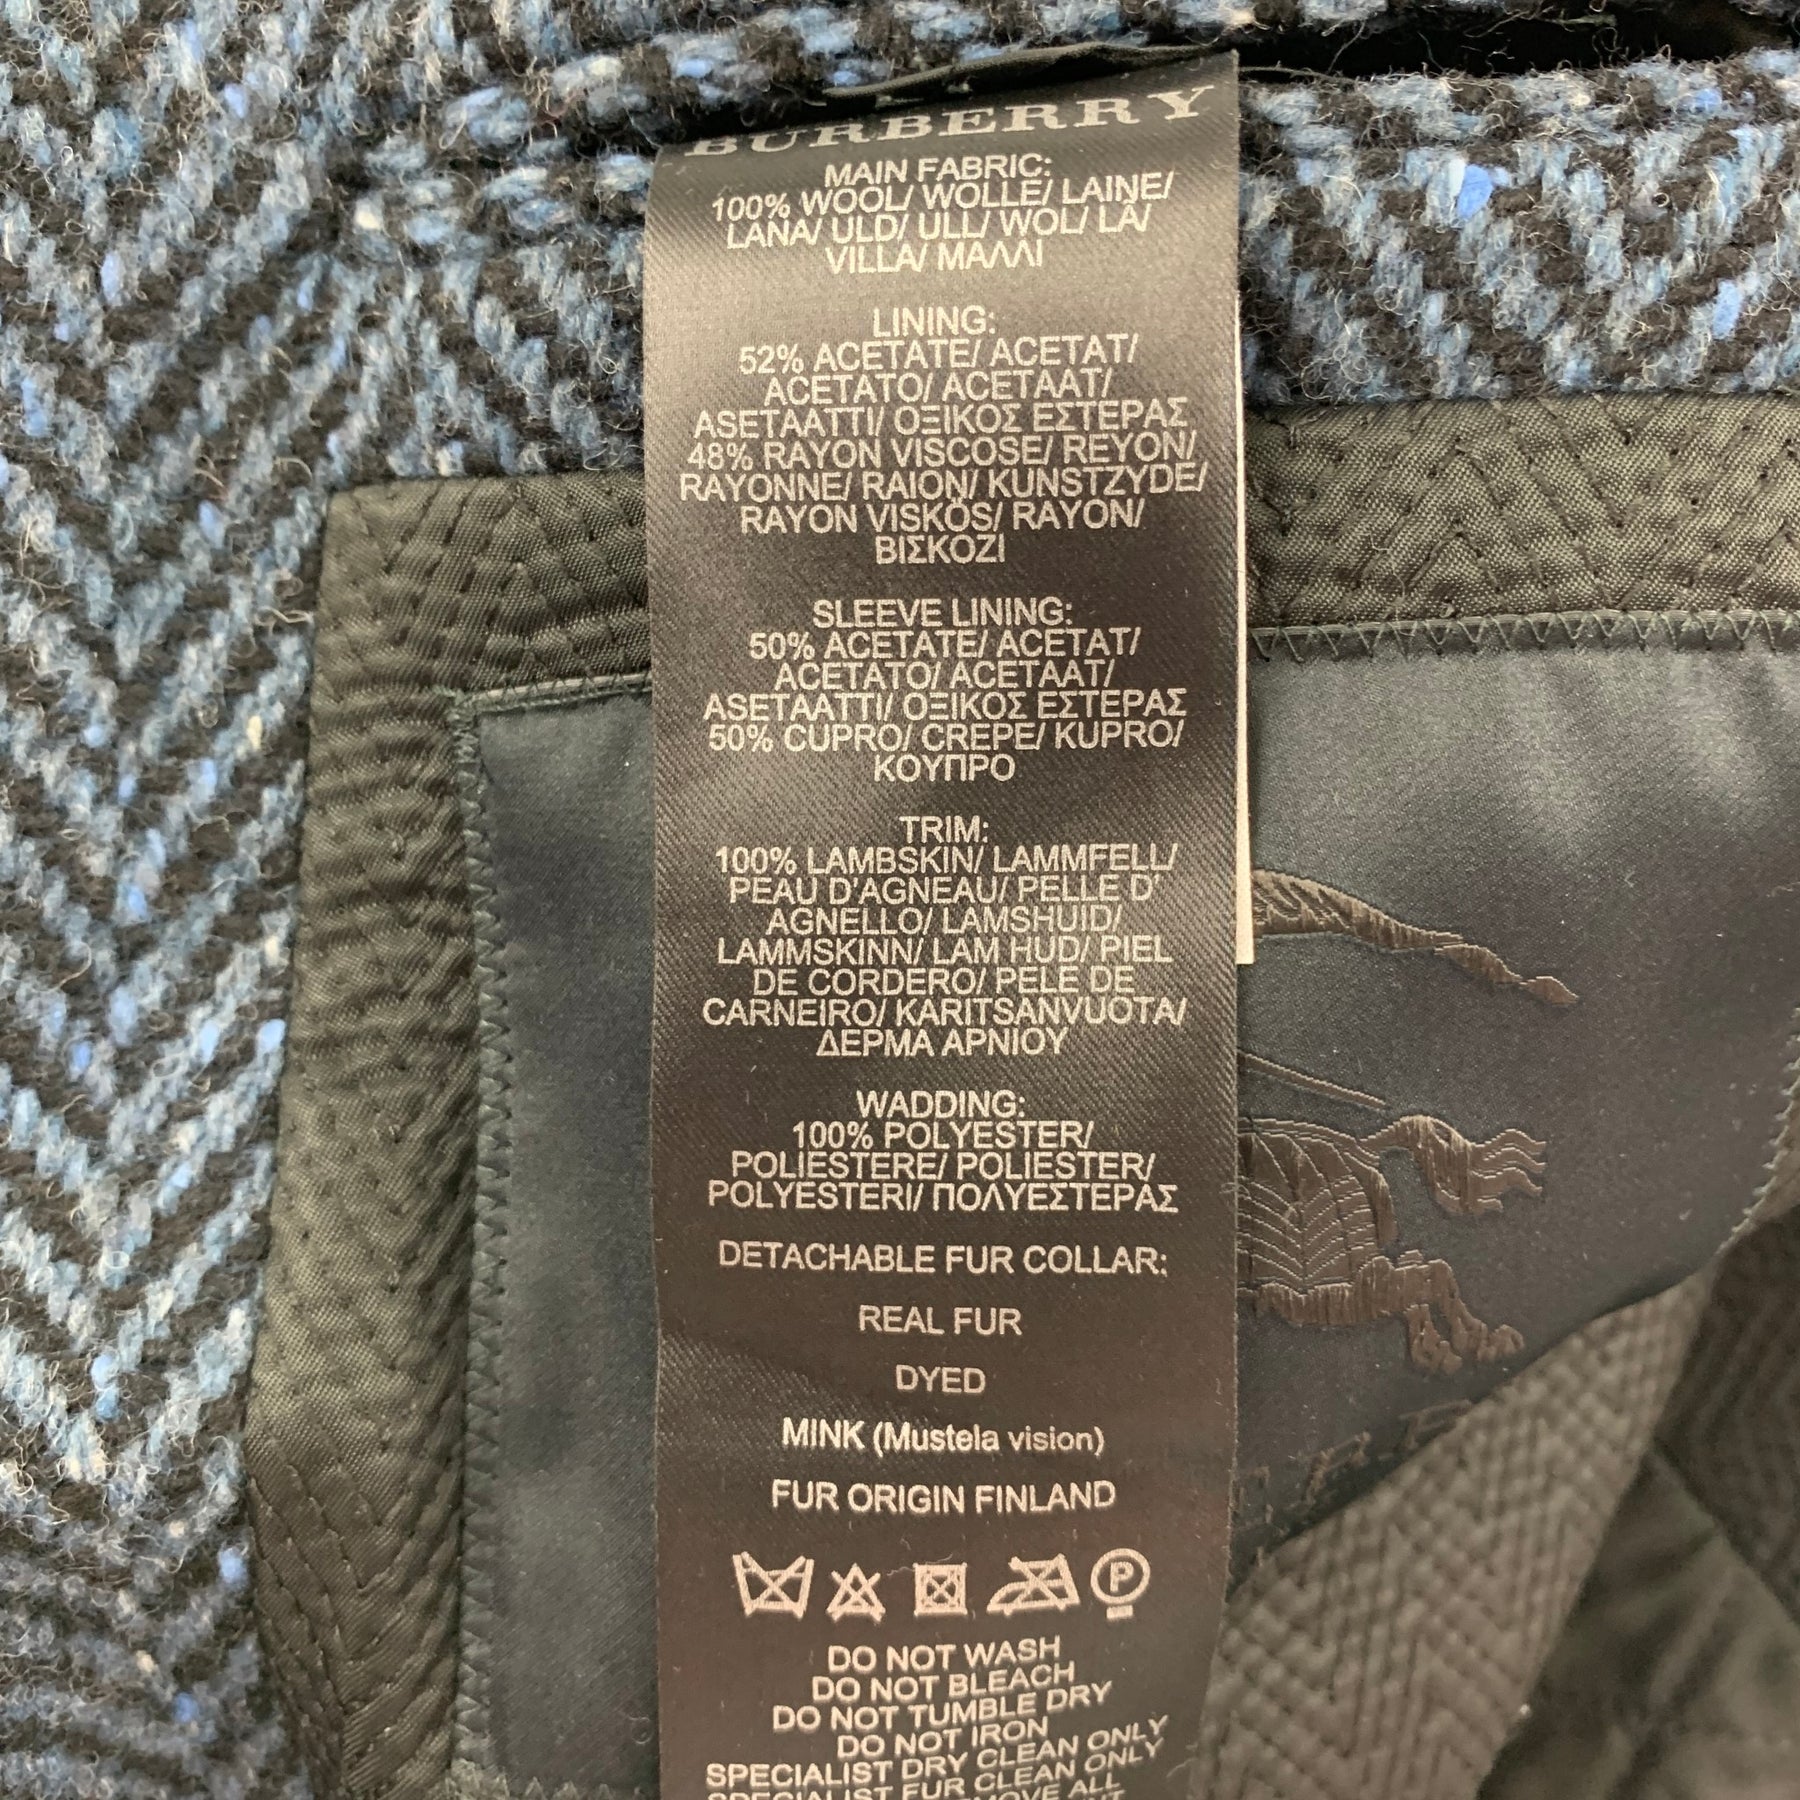 BURBERRY
MAIN FABRIC:
100% WOOL/ WOLLE/ LAINE/
LANA/ ULD/ ULL/ WOL/ LÃ/
VILLA/ ΜΑΛΛΙ
LINING:
52% ACETATE/ ACETAT/
ACETATO/ ACETAAT/
ASETAATTI/ ΟΞΙΚΟΣ ΕΣΤΕΡΑΣ
48% RAYON VISCOSE/ REYON/
RAYONNE/ RAION/ KUNSTZYDE/
RAYON VISKÖS/ RAYON/
ΒΙΣΚΟΖΙ
SLEEVE LINING:
50% ACETATE/ ACETAT/
ACETATO/ ACETAAT/
ASETAATTI/ ΟΞΙΚΟΣ ΕΣΤΕΡΑΣ
50% CUPRO/ CREPE/ KUPRO/
ΚΟΥΠΡΟ
TRIM:
100% LAMBSKIN/ LAMMFELL/
PEAU D'AGNEAU/ PELLE D'
AGNELLO/ LAMSHUID/
LAMMSKINN/ LAM HUD/ PIEL
DE CORDERO/ PELE DE
CARNEIRO/ KARITSANVUOTA/
ΔΕΡΜΑ ΑΡΝΙΟΥ
WADDING:
100% POLYESTER/
POLIESTERE/ POLIESTER/
POLYESTERI/ ΠΟΛΥΕΣΤΕΡΑΣ
DETACHABLE FUR COLLAR:
REAL FUR
DYED
MINK (Mustela vision)
FUR ORIGIN FINLAND
P
DO NOT WASH
DO NOT BLEACH
DO NOT TUMBLE DRY
DO NOT IRON
SPECIALIST DRY CLEAN ONLY
SPECIALIST FUR CLEAN ONLY
REMOVE ALL